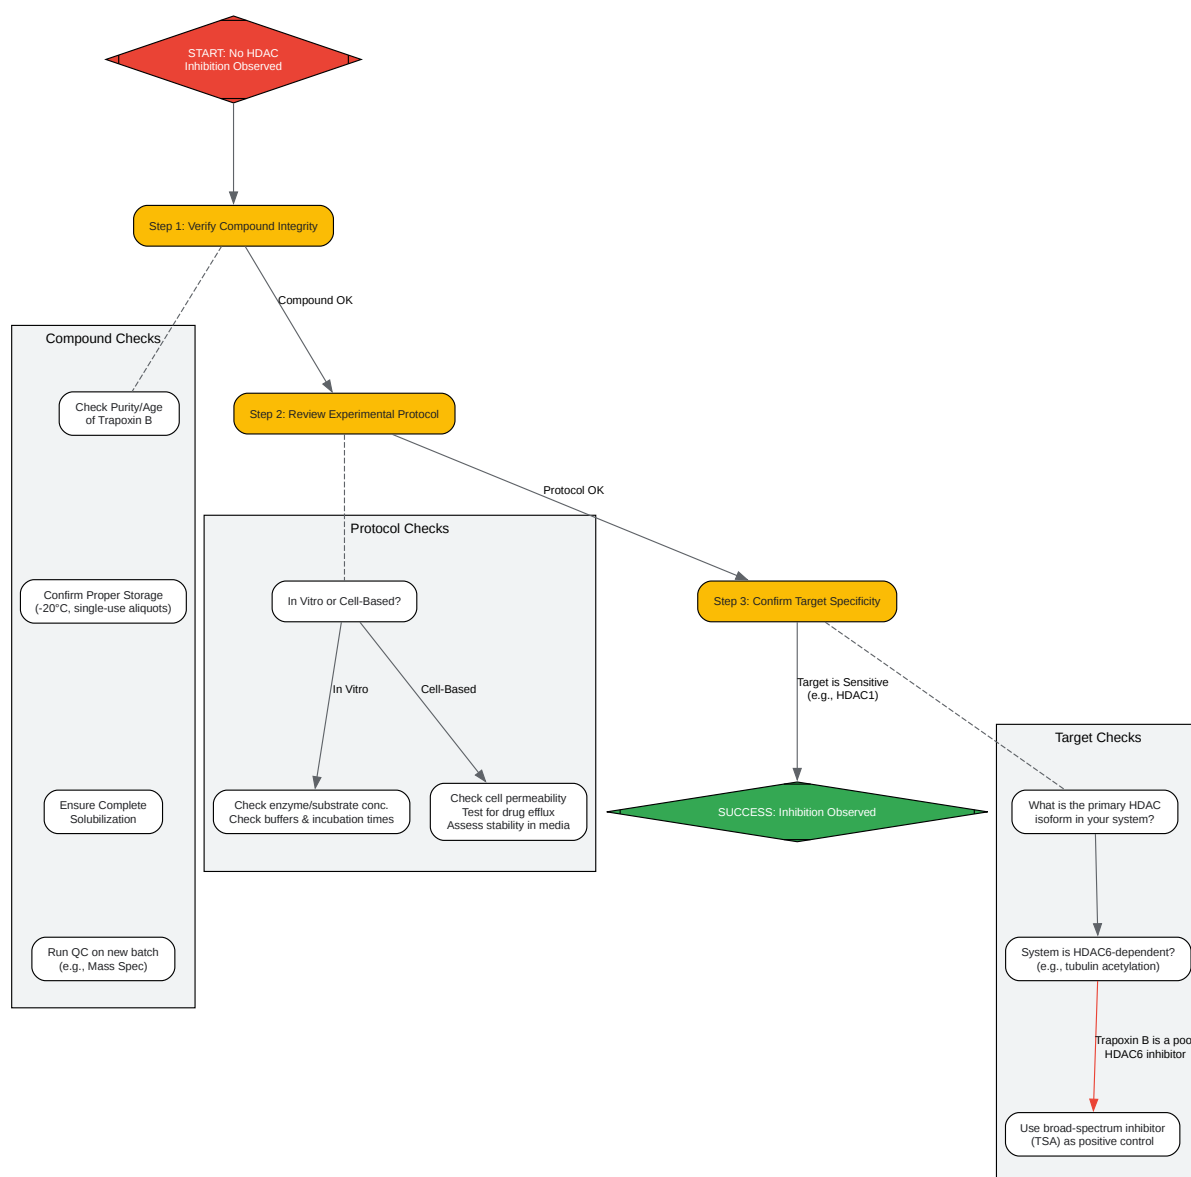 START: No HDAC
Inhibition Observed
Step 1: Verify Compound Integrity
Compound OK
Compound Checks
Check Purity/Age
of Trapoxin B
Step 2: Review Experimental Protocol
Protocol OK
Protocol Checks
Confirm Proper Storage
(-20°C, single-use aliquots)
In Vitro or Cell-Based?
Step 3: Confirm Target Specificity
In Vitro
Cell-Based
Target is Sensitive
(e.g., HDAC1)
Target Checks
Ensure Complete
Solubilization
Check enzyme/substrate conc.
Check buffers & incubation times
Check cell permeability
Test for drug efflux
Assess stability in media
SUCCESS: Inhibition Observed
What is the primary HDAC
isoform in your system?
Run QC on new batch
(e.g., Mass Spec)
System is HDAC6-dependent?
(e.g., tubulin acetylation)
Trapoxin B is a poo
HDAC6 inhibitor
Use broad-spectrum inhibitor
(TSA) as positive control